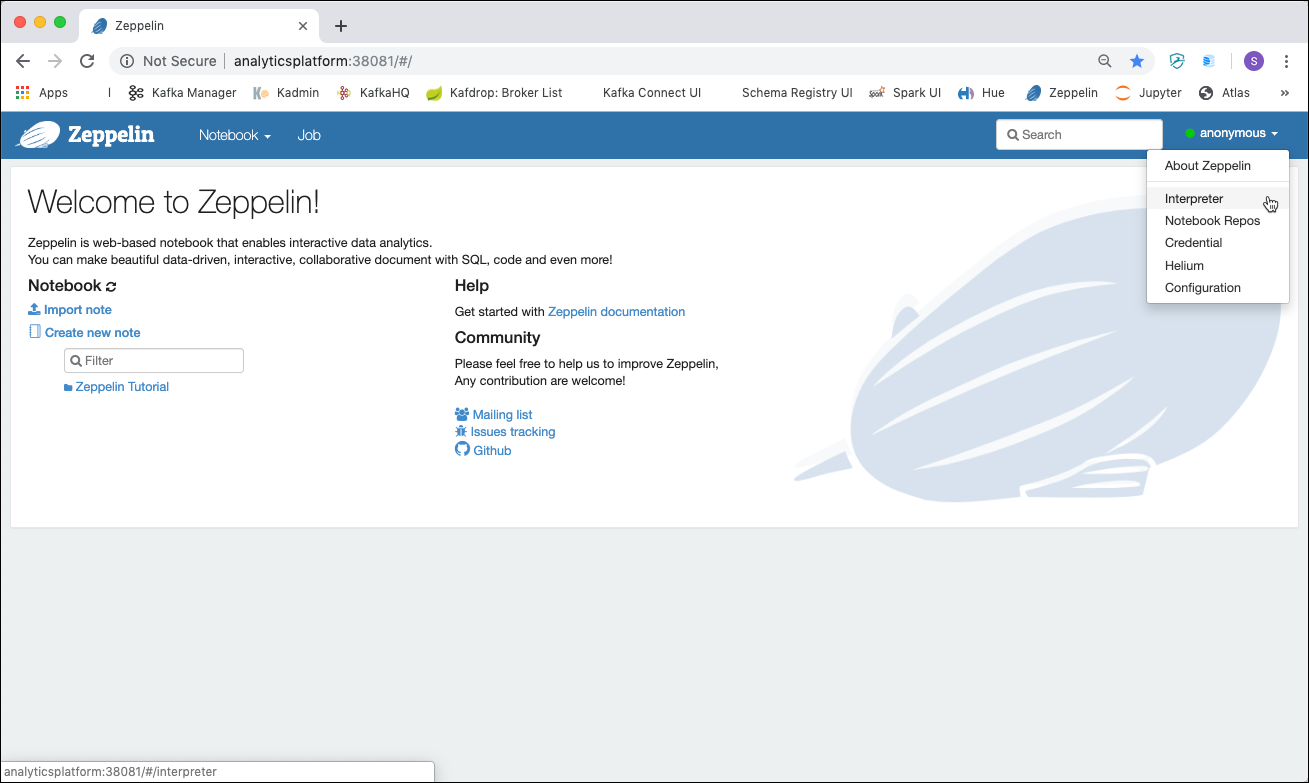 Zeppelin
Not Secure | analyticsplatform:38081/#/
S
Apps I Kafka Manager Kadmin KafkaHQ Kafdrop: Broker List Kafka Connect UI Schema Registry UI Spark UI Hue Zeppelin Jupyter Atlas »
Zeppelin Notebook Job Search anonymous
About Zeppelin
Interpreter
Notebook Repos
Credential
Helium
Configuration
Welcome to Zeppelin!
Zeppelin is web-based notebook that enables interactive data analytics.
You can make beautiful data-driven, interactive, collaborative document with SQL, code and even more!
Notebook
Import note
Create new note
Filter
Zeppelin Tutorial
Help
Get started with Zeppelin documentation
Community
Please feel free to help us to improve Zeppelin,
Any contribution are welcome!
Mailing list
Issues tracking
Github
analyticsplatform:38081/#/interpreter